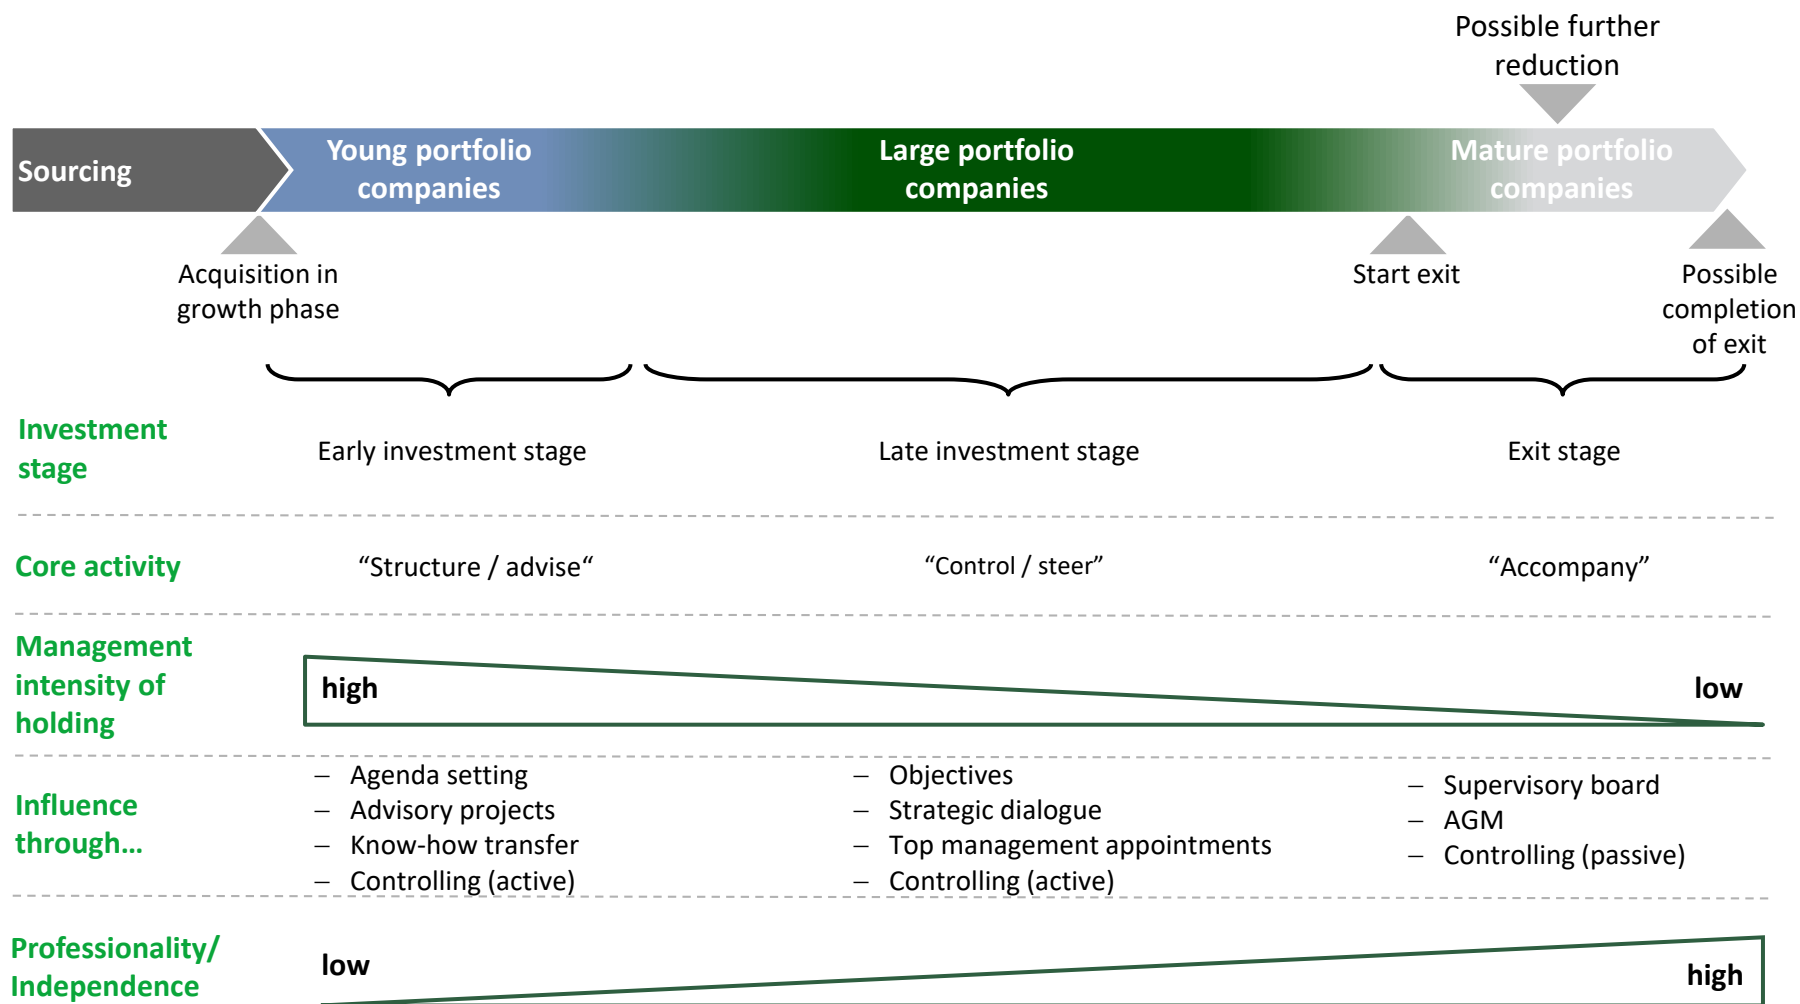 Possible further
reduction
Sourcing
Young portfolio
companies
Large portfolio
companies
Mature portfolio
companies
Acquisition in
growth phase
Start exit
Possible
completion
of exit
Investment
stage
Early investment stage
Late investment stage
Exit stage
Core activity
“Structure / advise“
“Control / steer”
“Accompany”
Management
intensity of
holding
high
low
Influence
through…
– Agenda setting
– Advisory projects
– Know-how transfer
– Controlling (active)
– Objectives
– Strategic dialogue
– Top management appointments
– Controlling (active)
– Supervisory board
– AGM
– Controlling (passive)
Professionality/
Independence
low
high